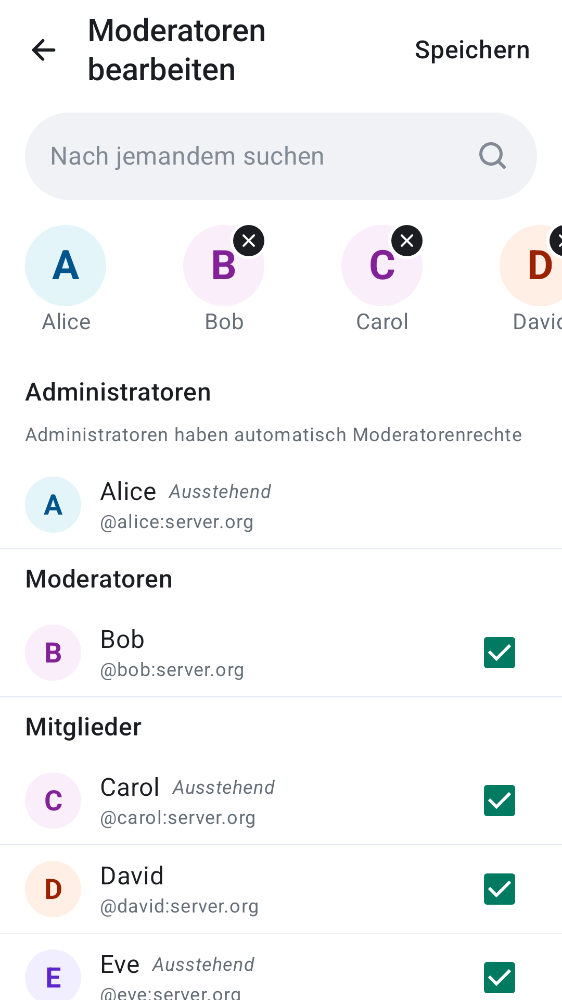 Moderatoren
bearbeiten
Speichern
Nach jemandem suchen
A
B
C
D
Alice
Bob
Carol
David
Administratoren
Administratoren haben automatisch Moderatorenrechte
A
Alice Ausstehend
@alice:server.org
Moderatoren
B
Bob
@bob:server.org
Mitglieder
C
Carol Ausstehend
@carol:server.org
D
David
@david:server.org
E
Eve Ausstehend
@eve:server.org